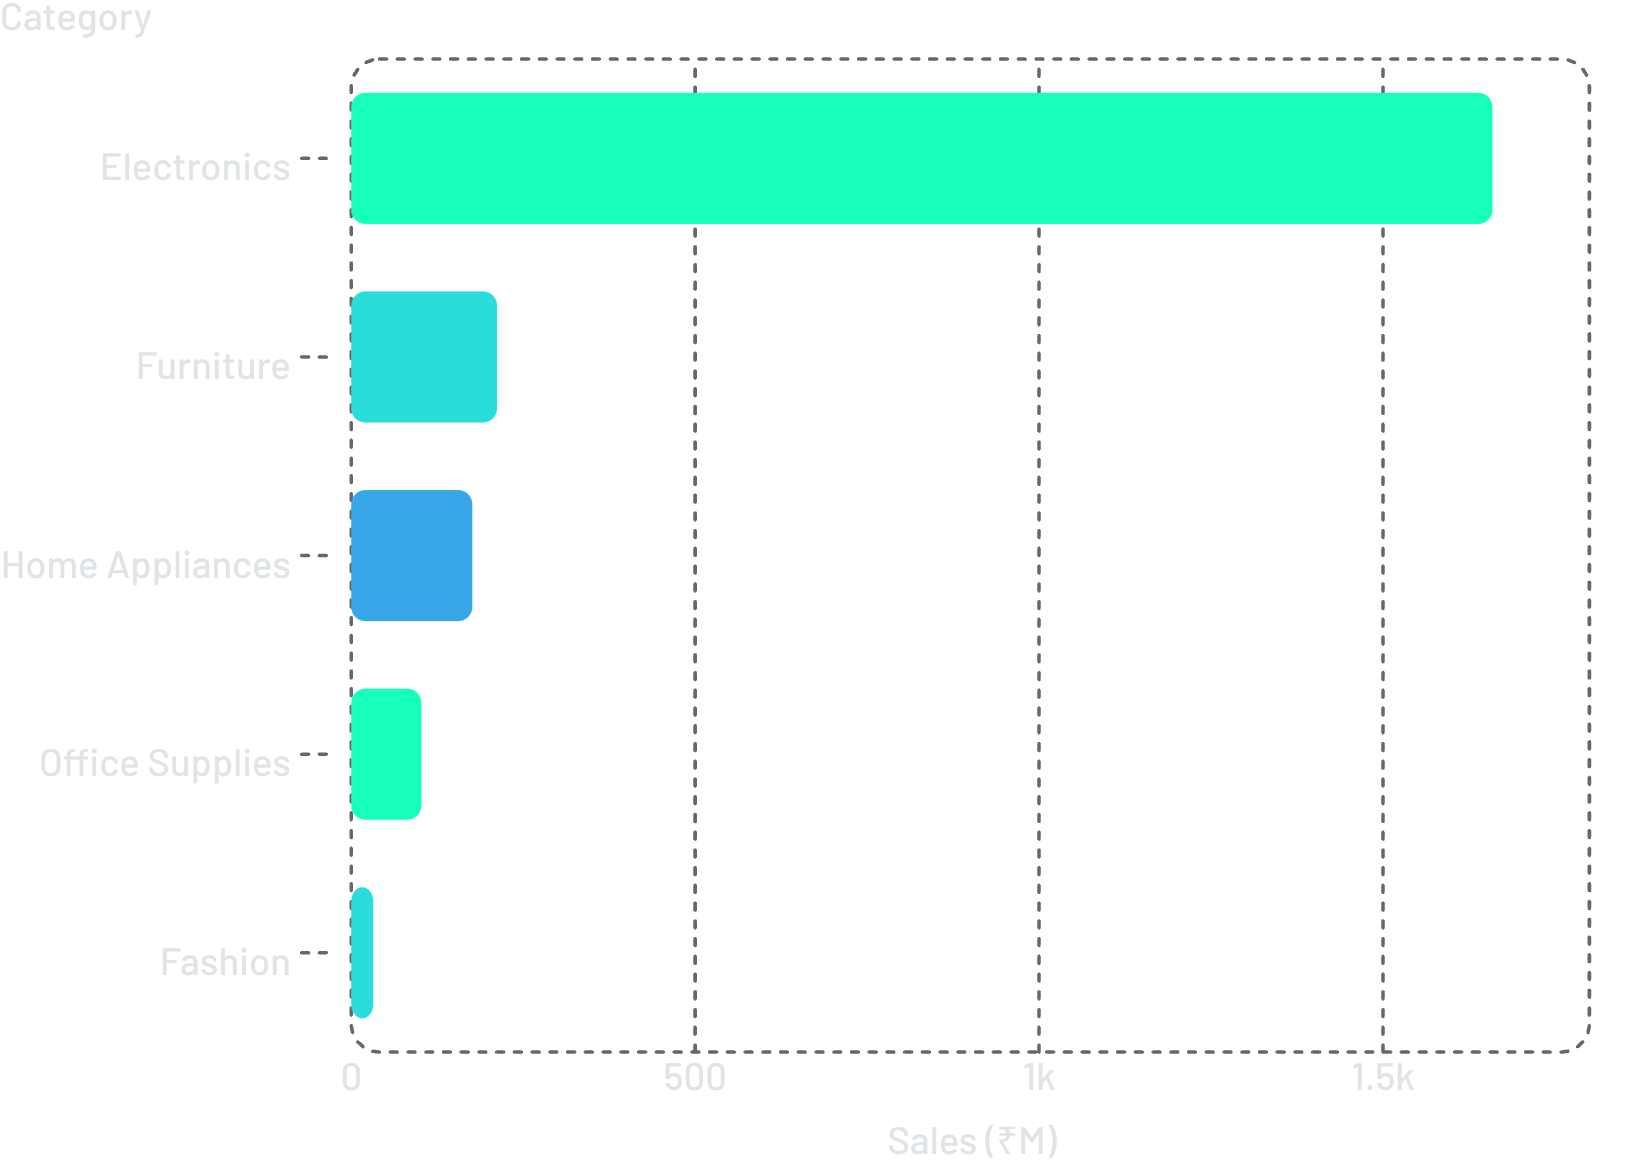 Category
Electronics
Furniture
Home Appliances
Office Supplies
Fashion
0 500 1k 1.5k
Sales (₹M)